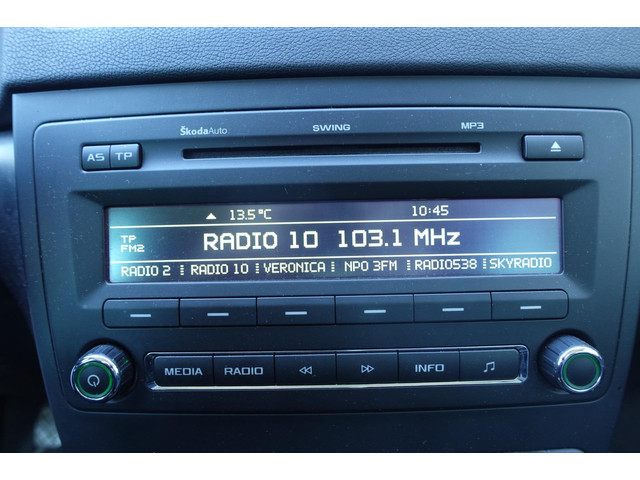 ŠkodaAuto SWING MP3
AS TP
13.5°C 10:45
TP
FM2
RADIO 10 103.1 MHz
RADIO 2 RADIO 10 VERONICA NPO 3FM RADIO538 SKYRADIO
MEDIA RADIO INFO